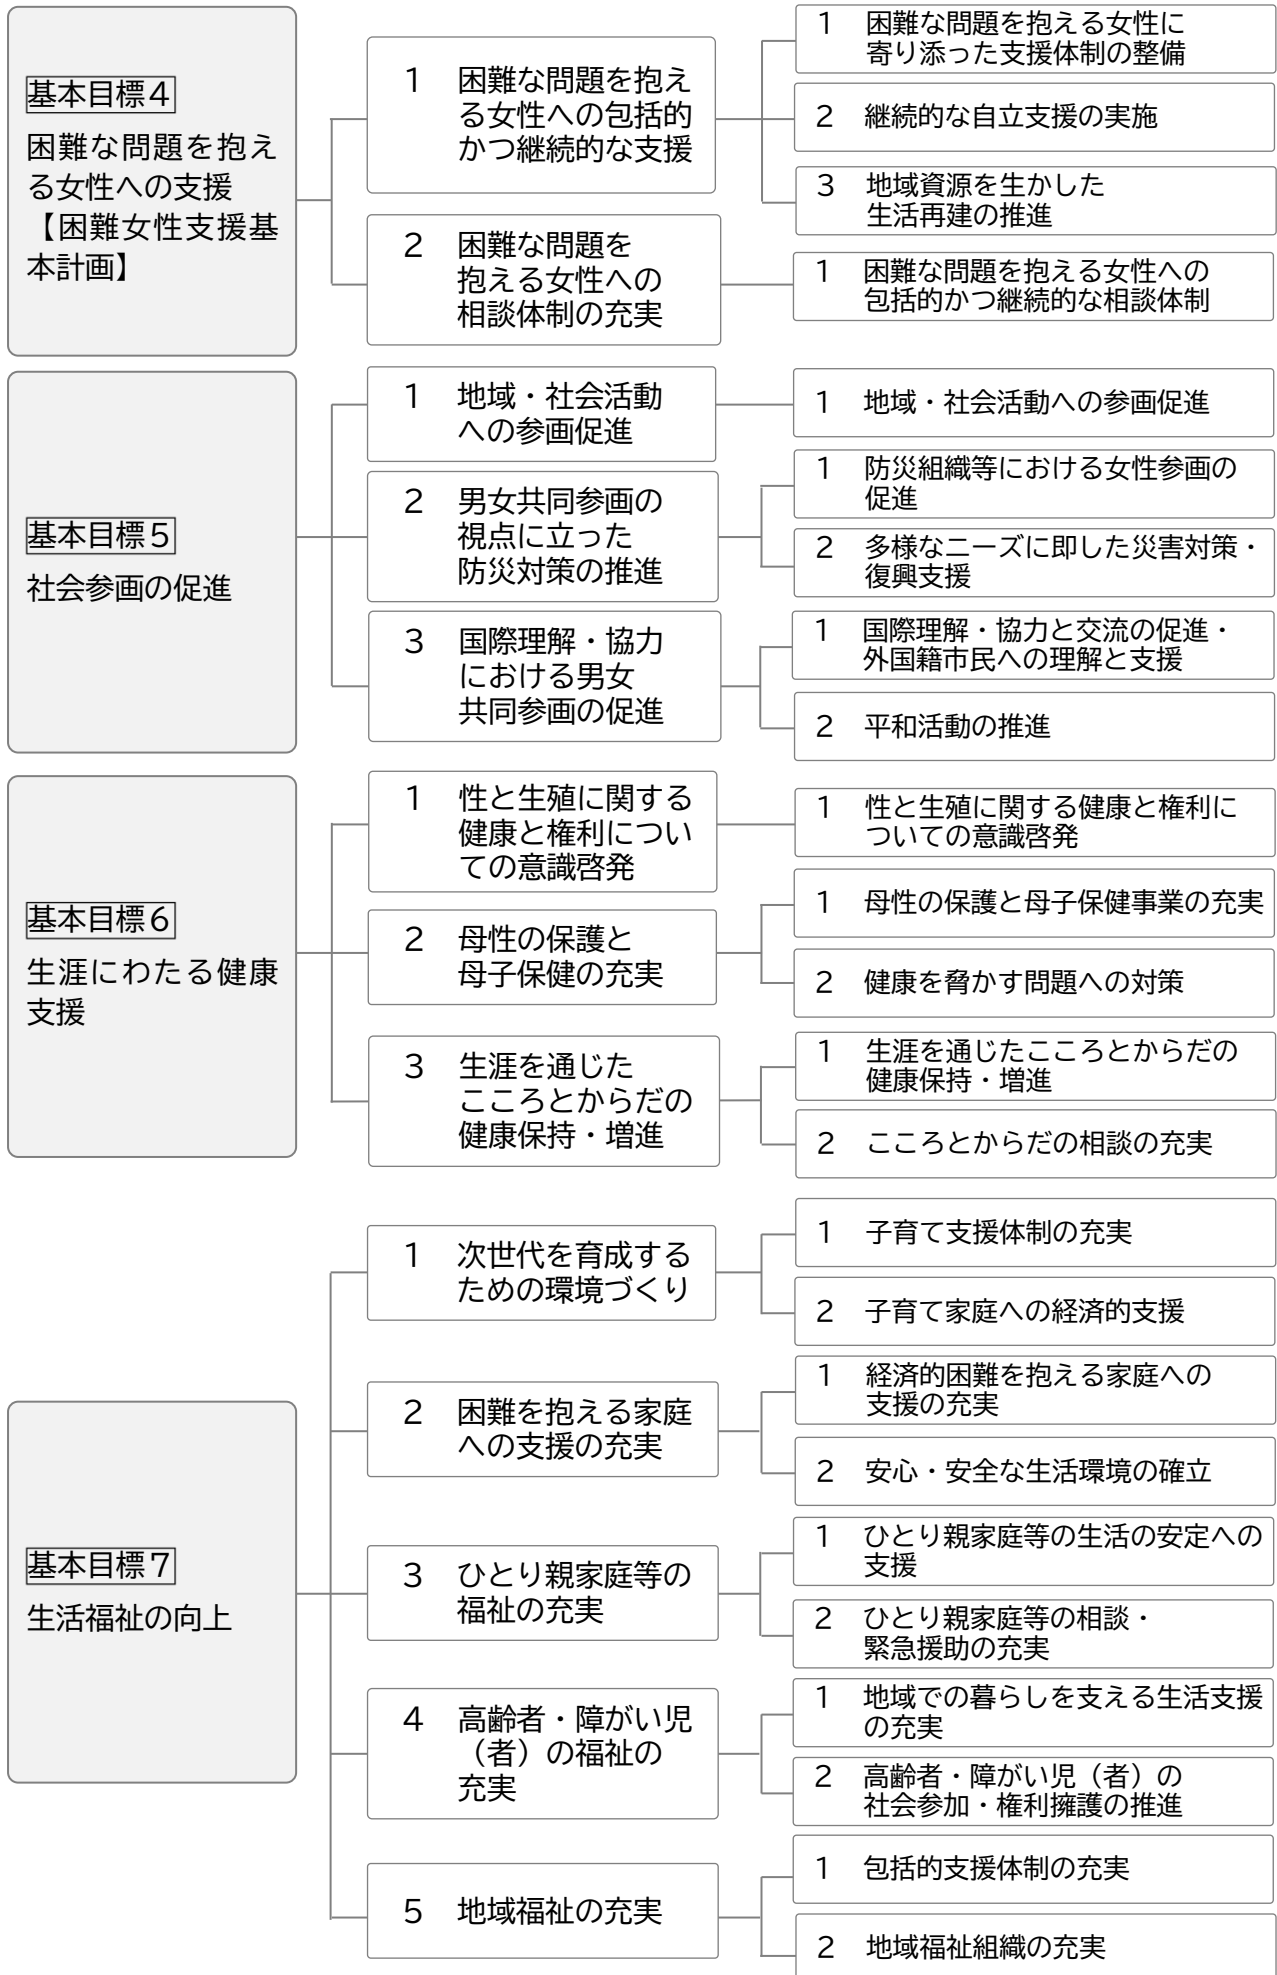 基本目標４
困難な問題を抱え
る女性への支援
【困難女性支援基
本計画】
1 困難な問題を抱え
る女性への包括的
かつ継続的な支援
1 困難な問題を抱える女性に
寄り添った支援体制の整備
2 継続的な自立支援の実施
3 地域資源を生かした
生活再建の推進
2 困難な問題を
抱える女性への
相談体制の充実
1 困難な問題を抱える女性への
包括的かつ継続的な相談体制
基本目標５
社会参画の促進
1 地域・社会活動
への参画促進
1 地域・社会活動への参画促進
2 男女共同参画の
視点に立った
防災対策の推進
1 防災組織等における女性参画の
促進
2 多様なニーズに即した災害対策・
復興支援
3 国際理解・協力
における男女
共同参画の促進
1 国際理解・協力と交流の促進・
外国籍市民への理解と支援
2 平和活動の推進
基本目標６
生涯にわたる健康
支援
1 性と生殖に関する
健康と権利につい
ての意識啓発
1 性と生殖に関する健康と権利に
ついての意識啓発
2 母性の保護と
母子保健の充実
1 母性の保護と母子保健事業の充実
2 健康を脅かす問題への対策
3 生涯を通じた
こころとからだの
健康保持・増進
1 生涯を通じたこころとからだの
健康保持・増進
2 こころとからだの相談の充実
基本目標７
生活福祉の向上
1 次世代を育成する
ための環境づくり
1 子育て支援体制の充実
2 子育て家庭への経済的支援
2 困難を抱える家庭
への支援の充実
1 経済的困難を抱える家庭への
支援の充実
2 安心・安全な生活環境の確立
3 ひとり親家庭等の
福祉の充実
1 ひとり親家庭等の生活の安定への
支援
2 ひとり親家庭等の相談・
緊急援助の充実
4 高齢者・障がい児
（者）の福祉の
充実
1 地域での暮らしを支える生活支援
の充実
2 高齢者・障がい児（者）の
社会参加・権利擁護の推進
5 地域福祉の充実
1 包括的支援体制の充実
2 地域福祉組織の充実